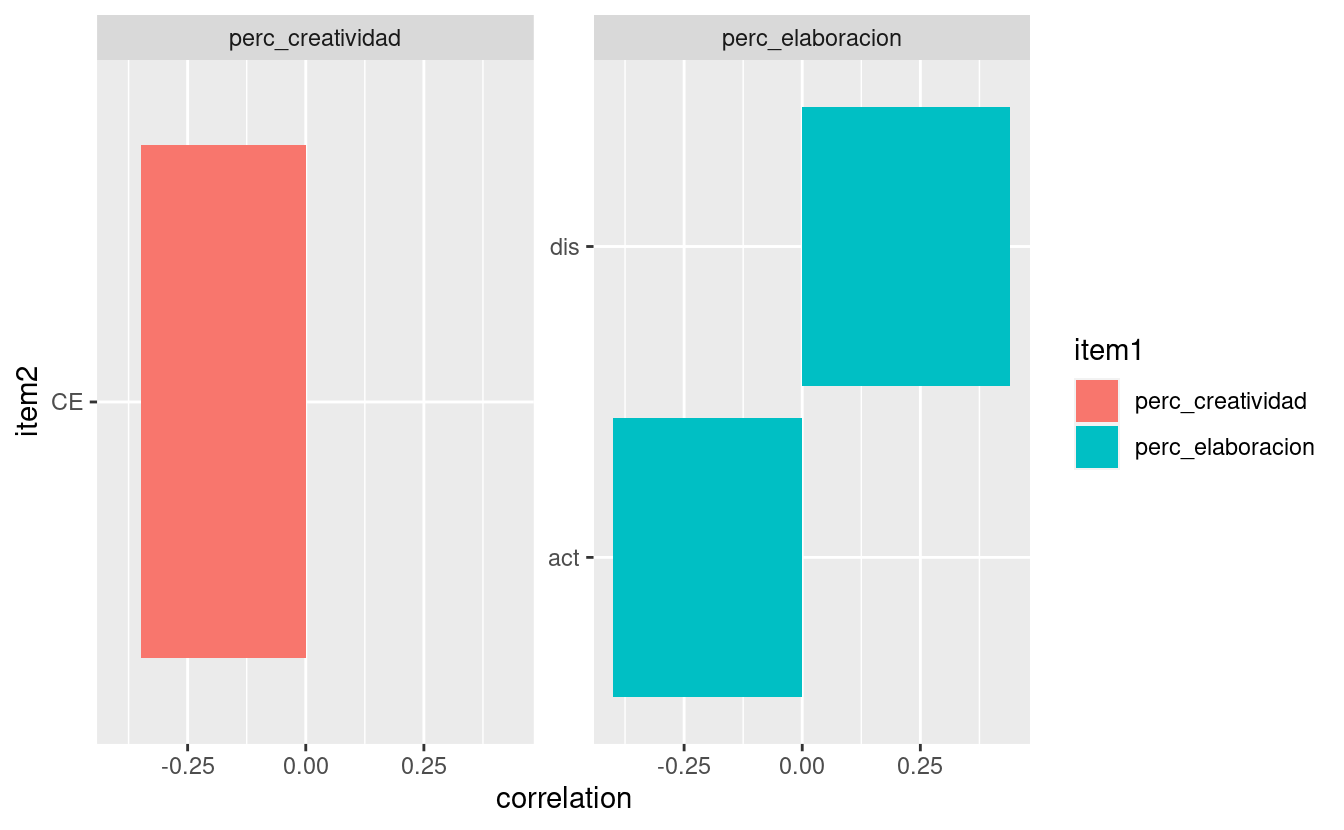 perc_creatividad
perc_elaboracion
item2
CE
dis
act
-0.25 0.00 0.25
-0.25 0.00 0.25
correlation
item1
perc_creatividad
perc_elaboracion